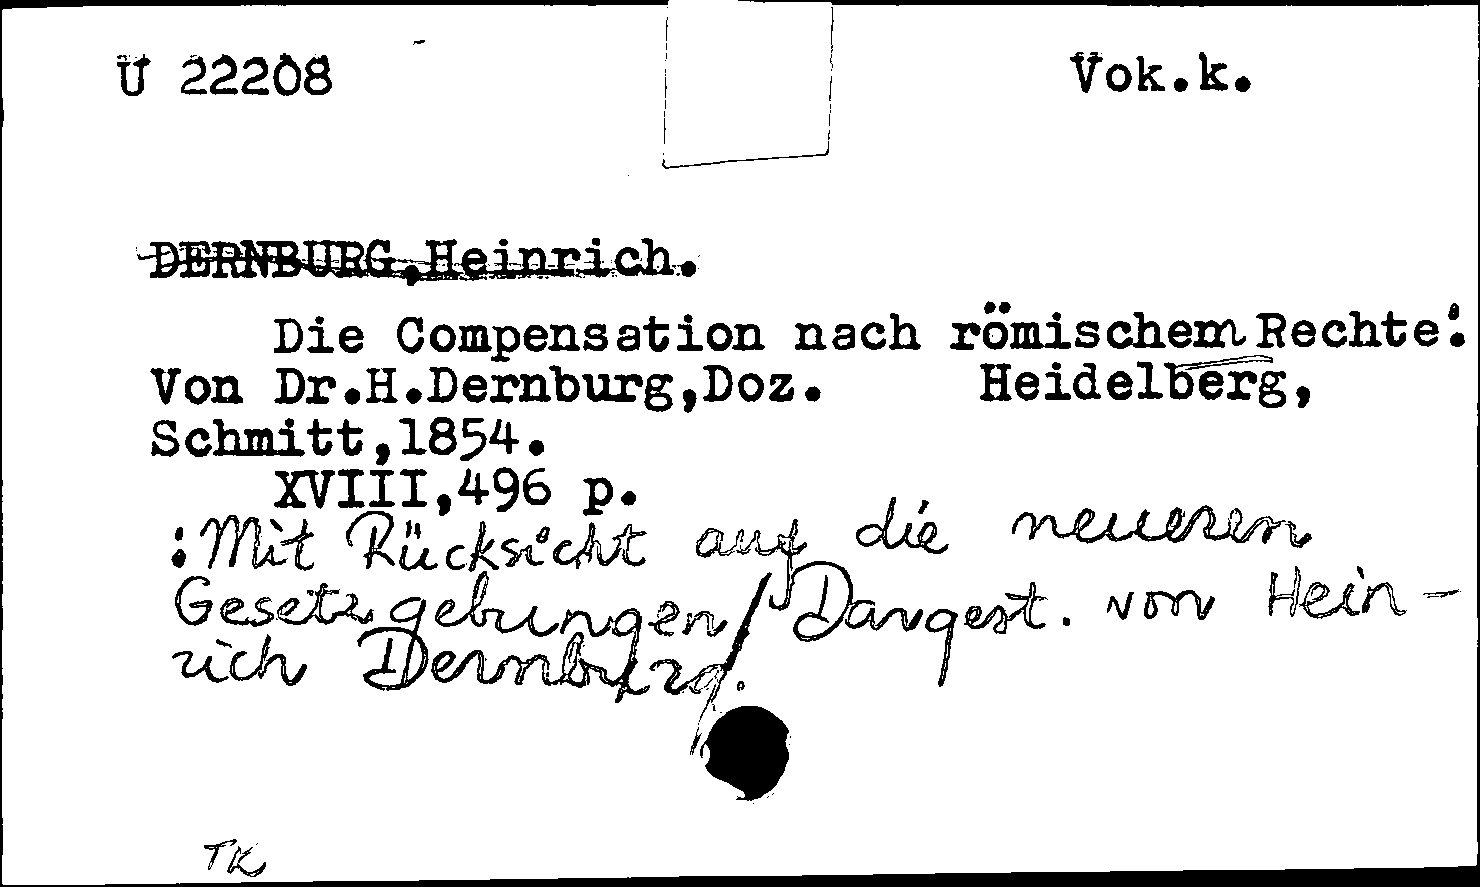 U 22208 Vok.k.
DERNBURG,Heinrich.
Die Compensation nach römischem Rechte:
Von Dr.H.Dernburg,Doz. Heidelberg,
Schmitt,1854.
XVIII,496 p.
:Mit Rücksicht auf die neueren
Gesetzgebungen/Dargest. von Hein-
rich Dernburg.
TK